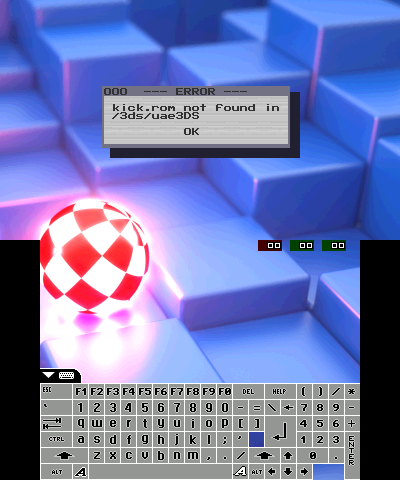 000 --- ERROR ---
kick.rom not found in
/3ds/uae3DS
OK
00 00 00
ESC F1 F2 F3 F4 F5 F6 F7 F8 F9 F0 DEL HELP ( ) / *
` 1 2 3 4 5 6 7 8 9 0 - = \ ← 7 8 9 -
q w e r t y u i o p [ ] 4 5 6 +
CTRL a s d f g h j k l ; ' 1 2 3 ENTER
z x c v b n m , . / 0 .
ALT A A ALT